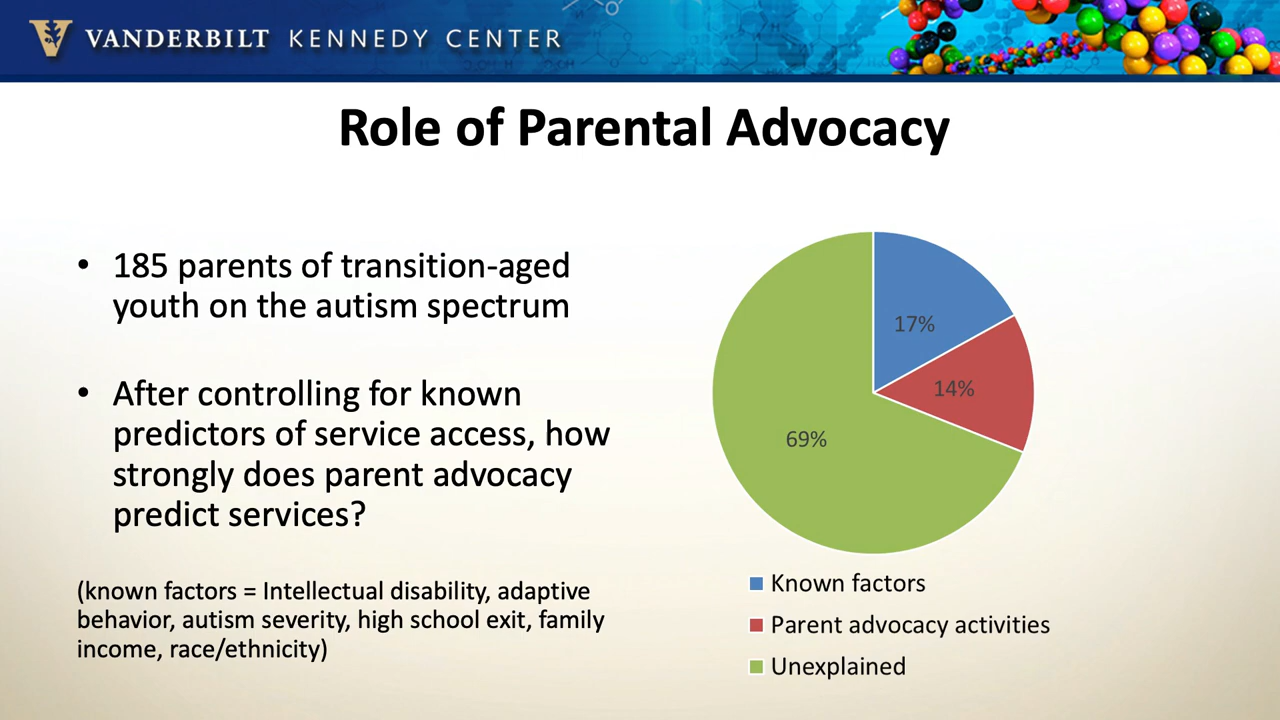 VANDERBILT KENNEDY CENTER
Role of Parental Advocacy
• 185 parents of transition-aged
youth on the autism spectrum
• After controlling for known
predictors of service access, how
strongly does parent advocacy
predict services?
(known factors = Intellectual disability, adaptive
behavior, autism severity, high school exit, family
income, race/ethnicity)
17%
14%
69%
Known factors
Parent advocacy activities
Unexplained